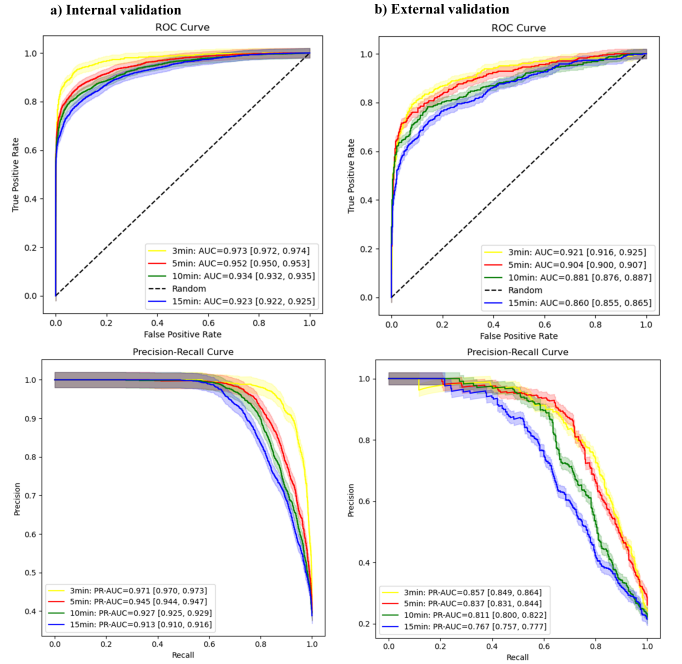 a) Internal validation
ROC Curve
1.0
0.8
0.6
0.4
0.2
0.0
True Positive Rate
3min: AUC=0.973 [0.972, 0.974]
5min: AUC=0.952 [0.950, 0.953]
10min: AUC=0.934 [0.932, 0.935]
Random
15min: AUC=0.923 [0.922, 0.925]
0.0 0.2 0.4 0.6 0.8 1.0
False Positive Rate
b) External validation
ROC Curve
1.0
0.8
0.6
0.4
0.2
0.0
True Positive Rate
3min: AUC=0.921 [0.916, 0.925]
5min: AUC=0.904 [0.900, 0.907]
10min: AUC=0.881 [0.876, 0.887]
Random
15min: AUC=0.860 [0.855, 0.865]
0.0 0.2 0.4 0.6 0.8 1.0
False Positive Rate
Precision-Recall Curve
1.0
0.9
0.8
0.7
0.6
0.5
0.4
Precision
3min: PR-AUC=0.971 [0.970, 0.973]
5min: PR-AUC=0.945 [0.944, 0.947]
10min: PR-AUC=0.927 [0.925, 0.929]
15min: PR-AUC=0.913 [0.910, 0.916]
0.0 0.2 0.4 0.6 0.8 1.0
Recall
Precision-Recall Curve
1.0
0.8
0.6
0.4
0.2
Precision
3min: PR-AUC=0.857 [0.849, 0.864]
5min: PR-AUC=0.837 [0.831, 0.844]
10min: PR-AUC=0.811 [0.800, 0.822]
15min: PR-AUC=0.767 [0.757, 0.777]
0.0 0.2 0.4 0.6 0.8 1.0
Recall